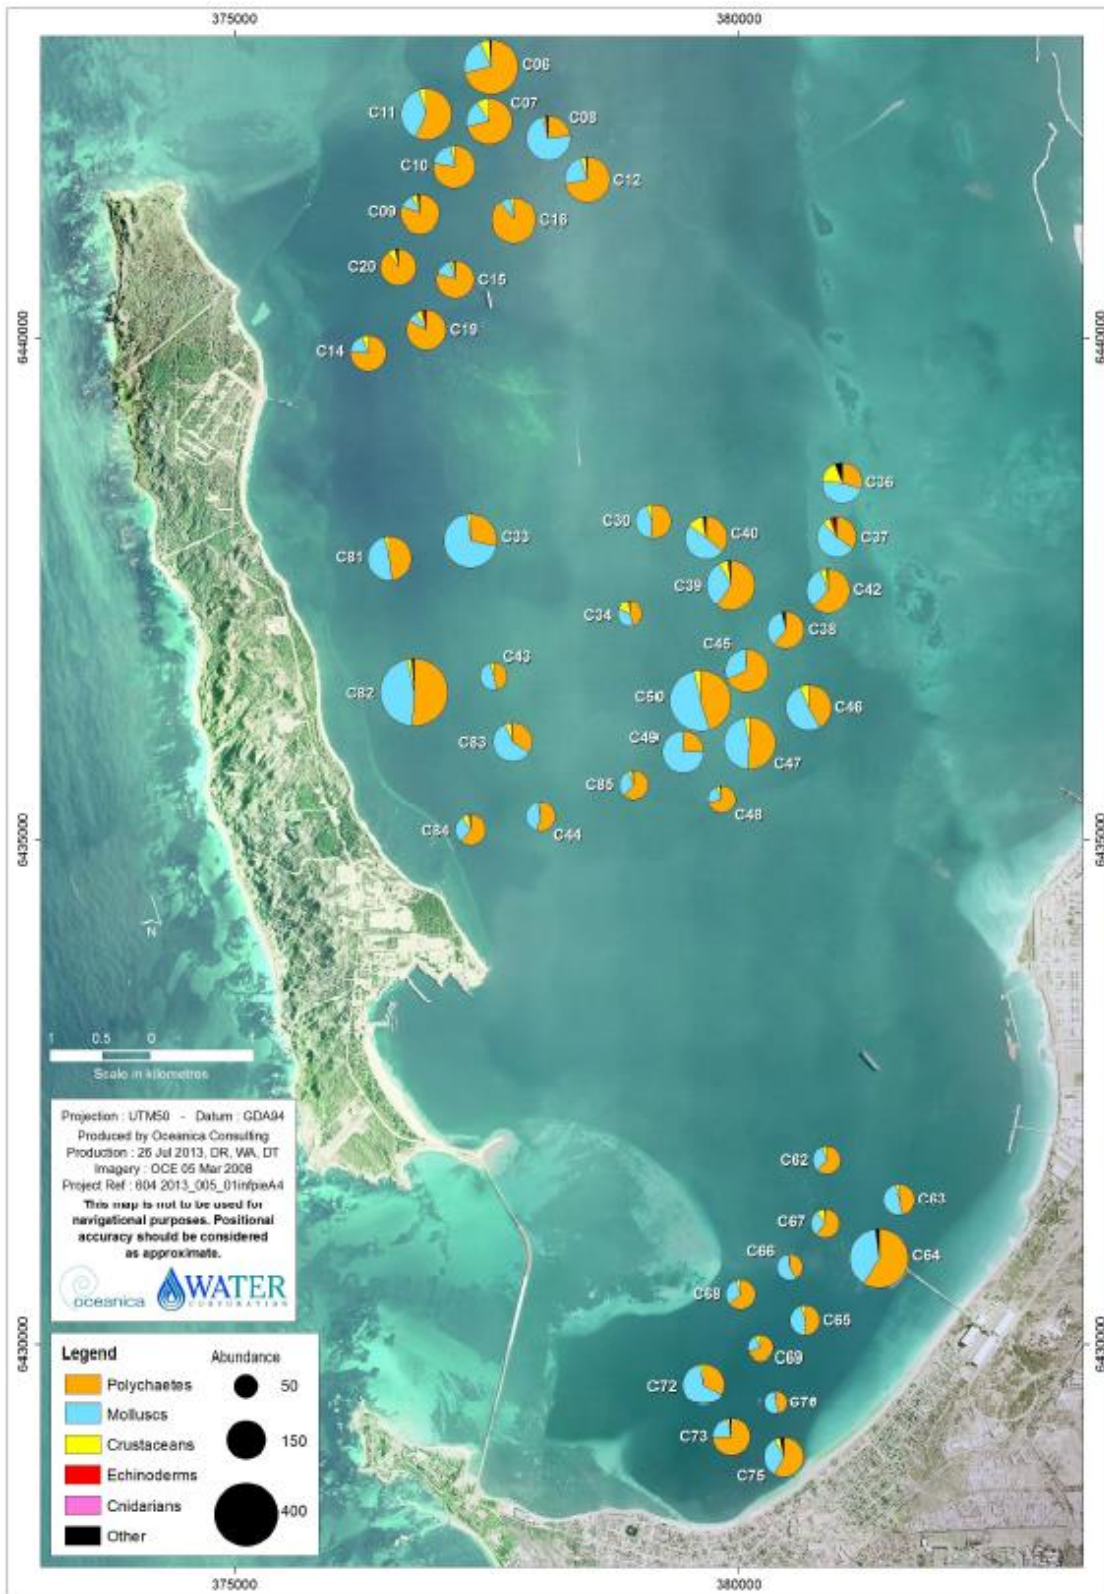 375000
380000
C06
C11
C07
C08
C10
C12
C09
C16
C20
C15
C19
6440000
6440000
C14
C36
C30
C40
C37
C33
C81
C39
C42
C34
C38
C45
C43
C82
C50
C46
C83
C49
C47
C85
C48
C84
C44
6435000
6435000
N
1 0.5 0 1
Scale in kilometres
Projection : UTM50 - Datum : GDA94
Produced by Oceanica Consulting
Production : 26 Jul 2013, DR, WA, DT
Imagery : OCE 05 Mar 2008
Project Ref : 604 2013_005_01infpieA4
This map is not to be used for
navigational purposes. Positional
accuracy should be considered
as approximate.
oceanica
WATER
CORPORATION
C62
C63
C67
C66
C64
C68
C65
C69
C72
C73
C75
6430000
6430000
Legend
Abundance
Polychaetes
50
Molluscs
Crustaceans
150
Echinoderms
Cnidarians
400
Other
375000
380000